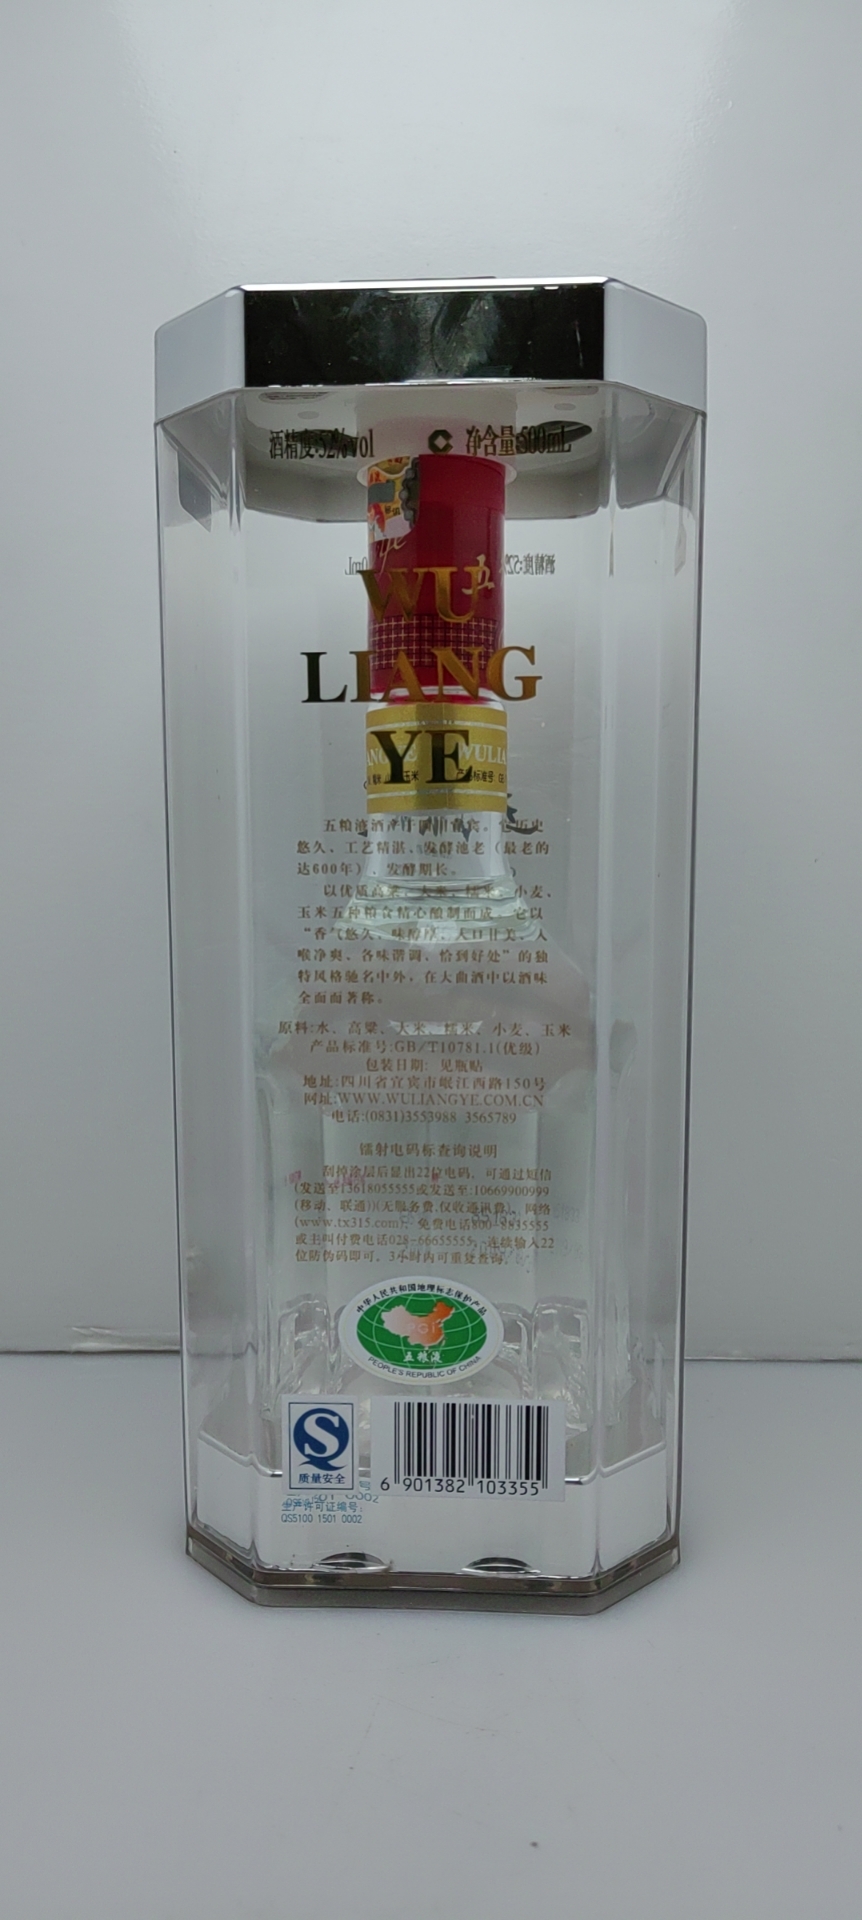 酒精度:52%vol
净含量:500mL
WU
LIANG
YE
五粮液酒产于四川宜宾。它历史
悠久、工艺精湛、发酵池老（最老的
达600年）、发酵期长。
以优质高粱、大米、糯米、小麦、
玉米五种粮食精心酿制而成。它以
“香气悠久、味醇厚、入口甘美、入
喉净爽、各味谐调、恰到好处”的独
特风格驰名中外，在大曲酒中以酒味
全面而著称。
原料:水、高粱、大米、糯米、小麦、玉米
产品标准号:GB/T10781.1(优级)
包装日期: 见瓶贴
地址:四川省宜宾市岷江西路150号
网址:WWW.WULIANGYE.COM.CN
电话:(0831)3553988 3565789
镭射电码标查询说明
刮掉涂层后显出22位电码，可通过短信
(发送至13618055555或发送至:10669900999
(移动、联通)(无服务费,仅收通讯费)、网络
(www.tx315.com)、免费电话800-8835555
或主叫付费电话028-66655555，连续输入22
位防伪码即可，3小时内可重复查询。
中华人民共和国地理标志保护产品
PGI
五粮液
PEOPLE'S REPUBLIC OF CHINA
质量安全
6 901382 103355
生产许可证编号:
QS5100 1501 0002